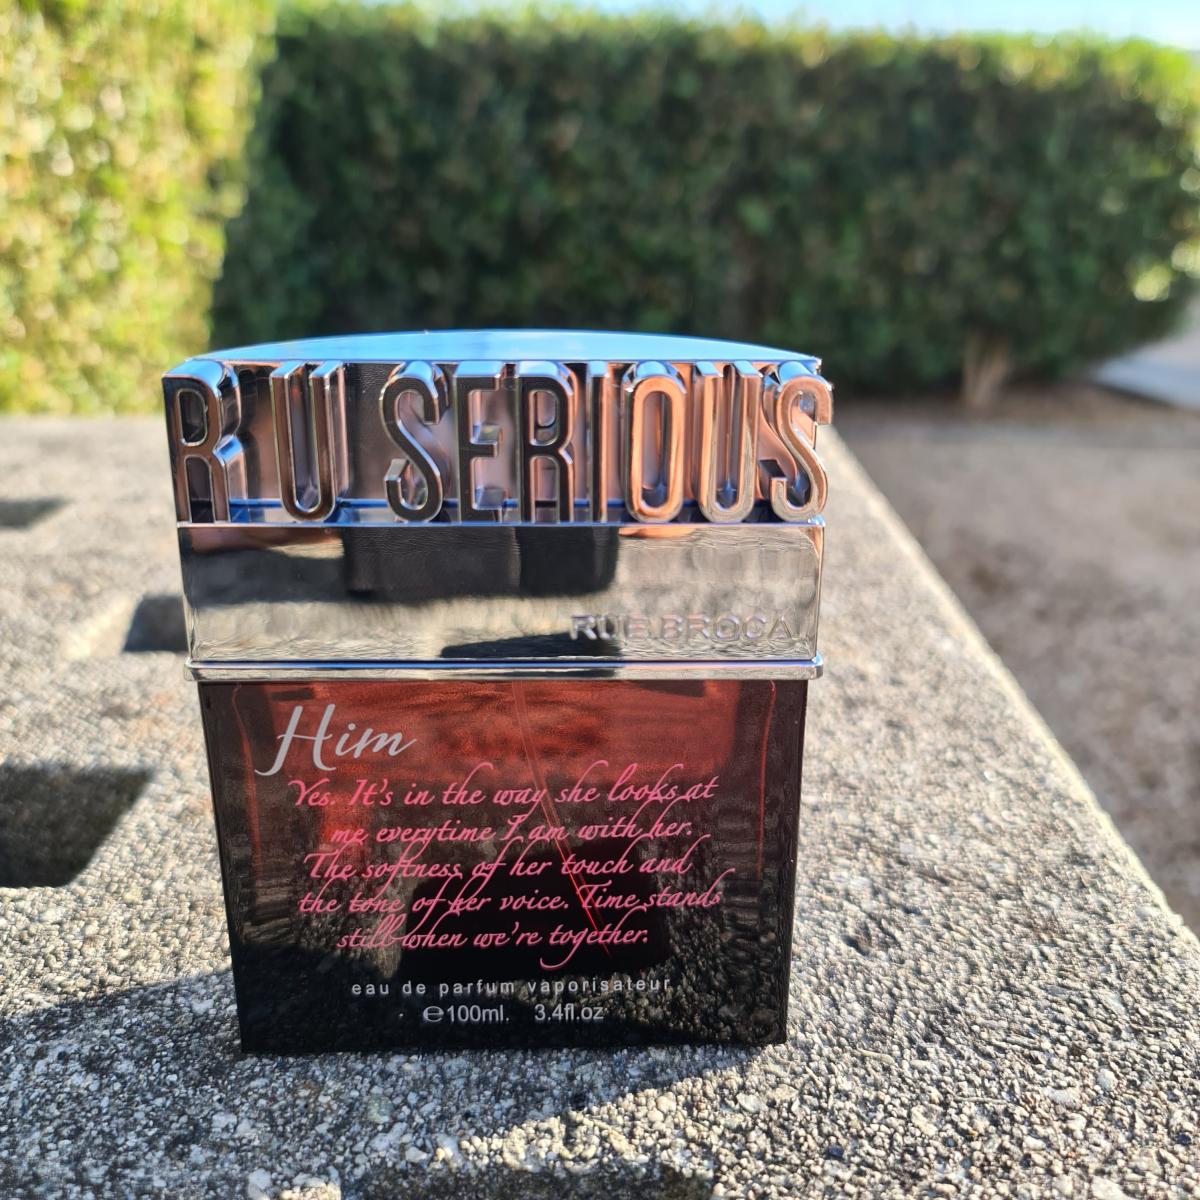 R U SERIOUS
RUE BROCA
Him
Yes. It's in the way she looks at
me everytime I am with her.
The softness of her touch and
the tone of her voice. Time stands
still when we're together.
eau de parfum vaporisateur
℮100ml. 3.4fl.oz